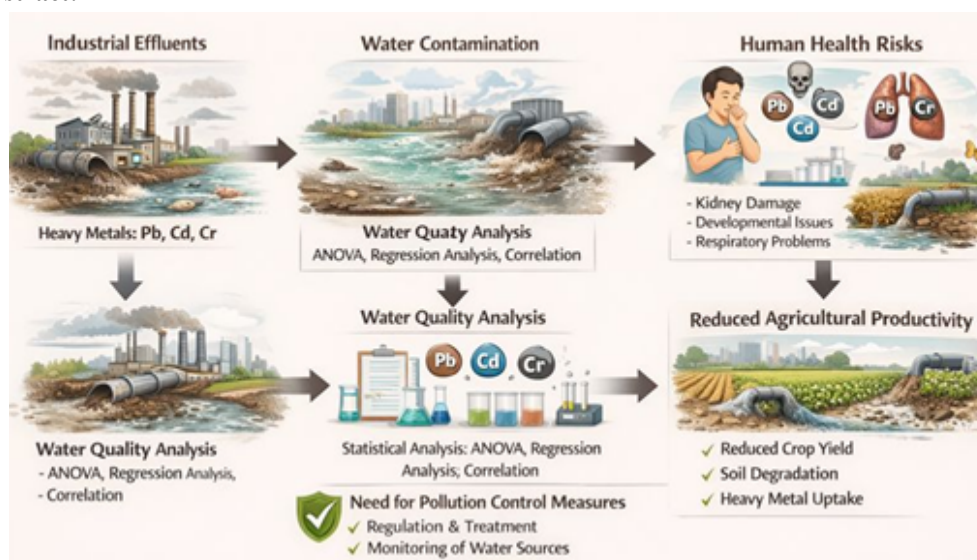 Industrial Effluents
Water Contamination
Human Health Risks
Pb
Cd
Cd
Pb
Cr
Heavy Metals: Pb, Cd, Cr
Water Quaty Analysis
ANOVA, Regression Analysis, Correlation
- Kidney Damage
- Developmental Issues
- Respiratory Problems
Water Quality Analysis
- ANOVA, Regression Analysis,
- Correlation
Water Quality Analysis
Pb
Cd
Cr
Statistical Analysis: ANOVA, Regression
Analysis; Correlation
Reduced Agricultural Productivity
✓ Reduced Crop Yield
✓ Soil Degradation
✓ Heavy Metal Uptake
Need for Pollution Control Measures
✓ Regulation & Treatment
✓ Monitoring of Water Sources